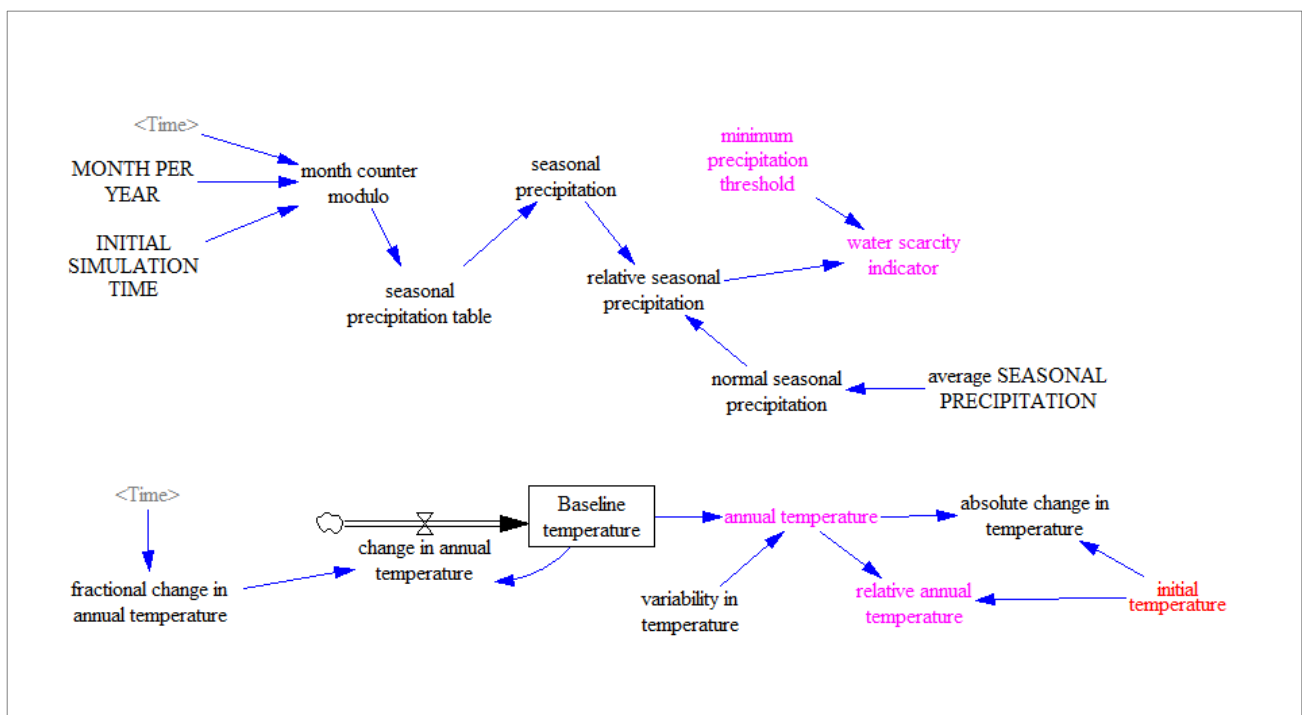 <Time>
MONTH PER
YEAR
INITIAL
SIMULATION
TIME
month counter
modulo
seasonal
precipitation table
seasonal
precipitation
relative seasonal
precipitation
minimum
precipitation
threshold
water scarcity
indicator
normal seasonal
precipitation
average SEASONAL
PRECIPITATION
<Time>
fractional change in
annual temperature
change in annual
temperature
Baseline
temperature
annual temperature
variability in
temperature
absolute change in
temperature
relative annual
temperature
initial
temperature